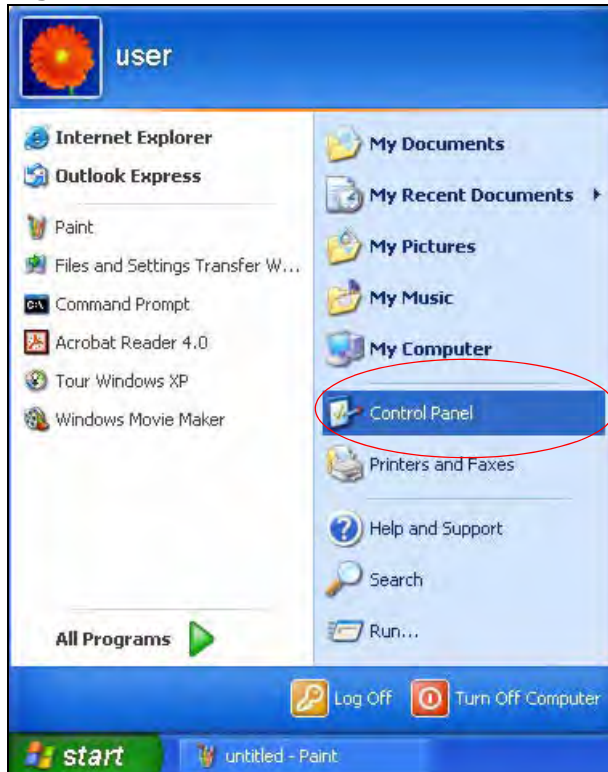 user
Internet Explorer
Outlook Express
Paint
Files and Settings Transfer W...
Command Prompt
Acrobat Reader 4.0
Tour Windows XP
Windows Movie Maker
All Programs
My Documents
My Recent Documents
My Pictures
My Music
My Computer
Control Panel
Printers and Faxes
Help and Support
Search
Run...
Log Off
Turn Off Computer
start
untitled - Paint